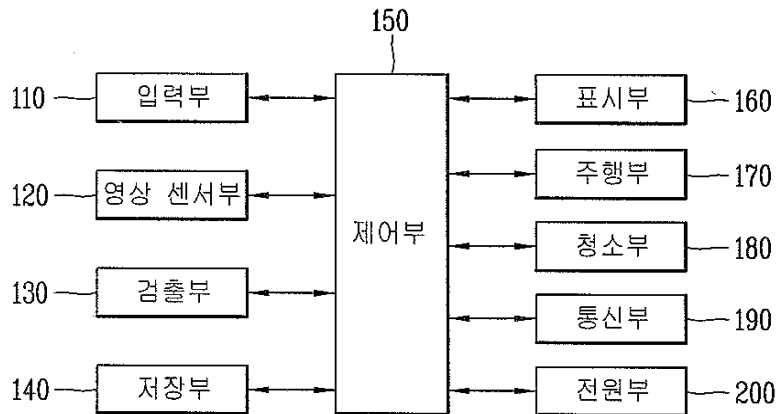 150
110 입력부
120 영상 센서부
130 검출부
140 저장부
제어부
표시부 160
주행부 170
청소부 180
통신부 190
전원부 200